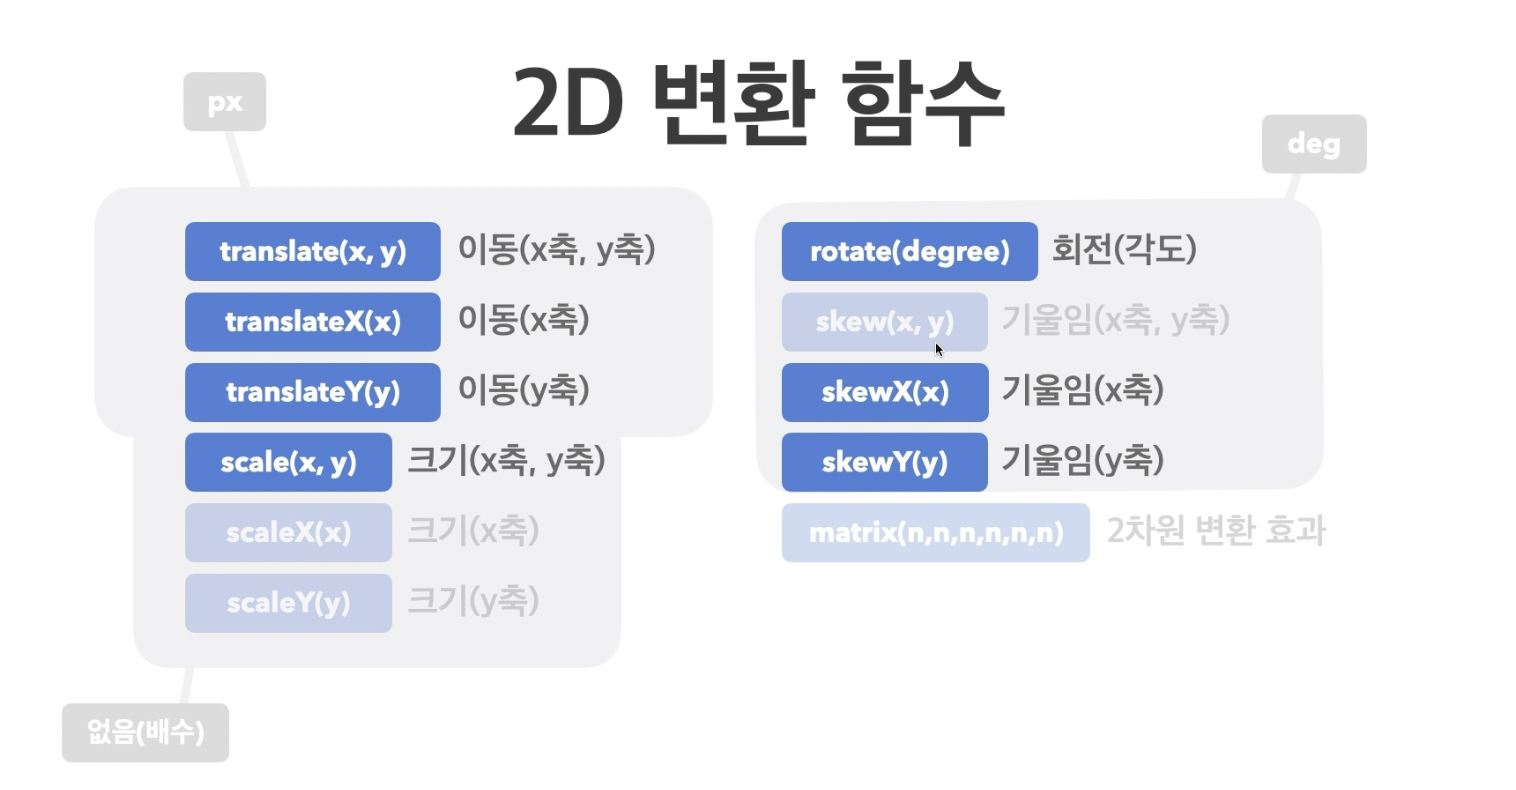 2D 변환 함수
px
translate(x, y) 이동(x축, y축)
translateX(x) 이동(x축)
translateY(y) 이동(y축)
scale(x, y) 크기(x축, y축)
scaleX(x) 크기(x축)
scaleY(y) 크기(y축)
없음(배수)
deg
rotate(degree) 회전(각도)
skew(x, y) 기울임(x축, y축)
skewX(x) 기울임(x축)
skewY(y) 기울임(y축)
matrix(n,n,n,n,n,n) 2차원 변환 효과